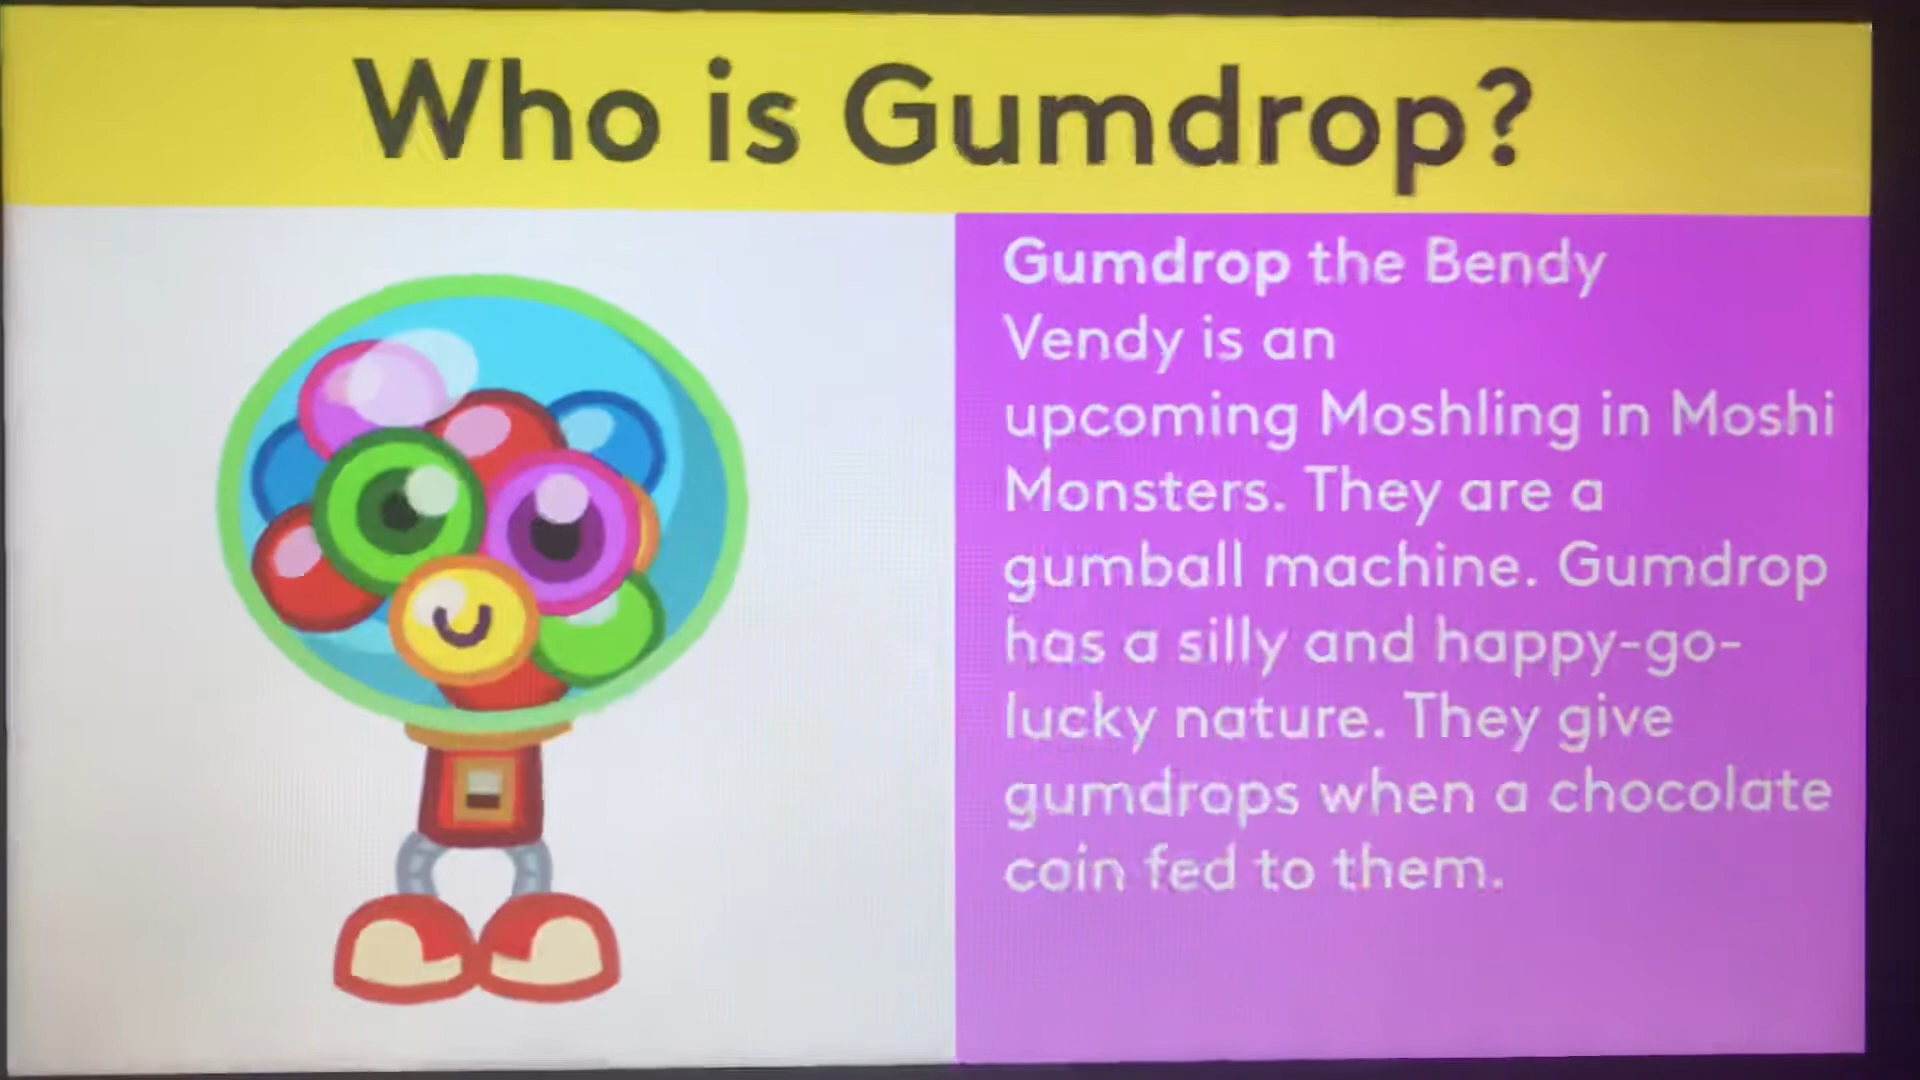 Who is Gumdrop?
Gumdrop the Bendy
Vendy is an
upcoming Moshling in Moshi
Monsters. They are a
gumball machine. Gumdrop
has a silly and happy-go-
lucky nature. They give
gumdrops when a chocolate
coin fed to them.